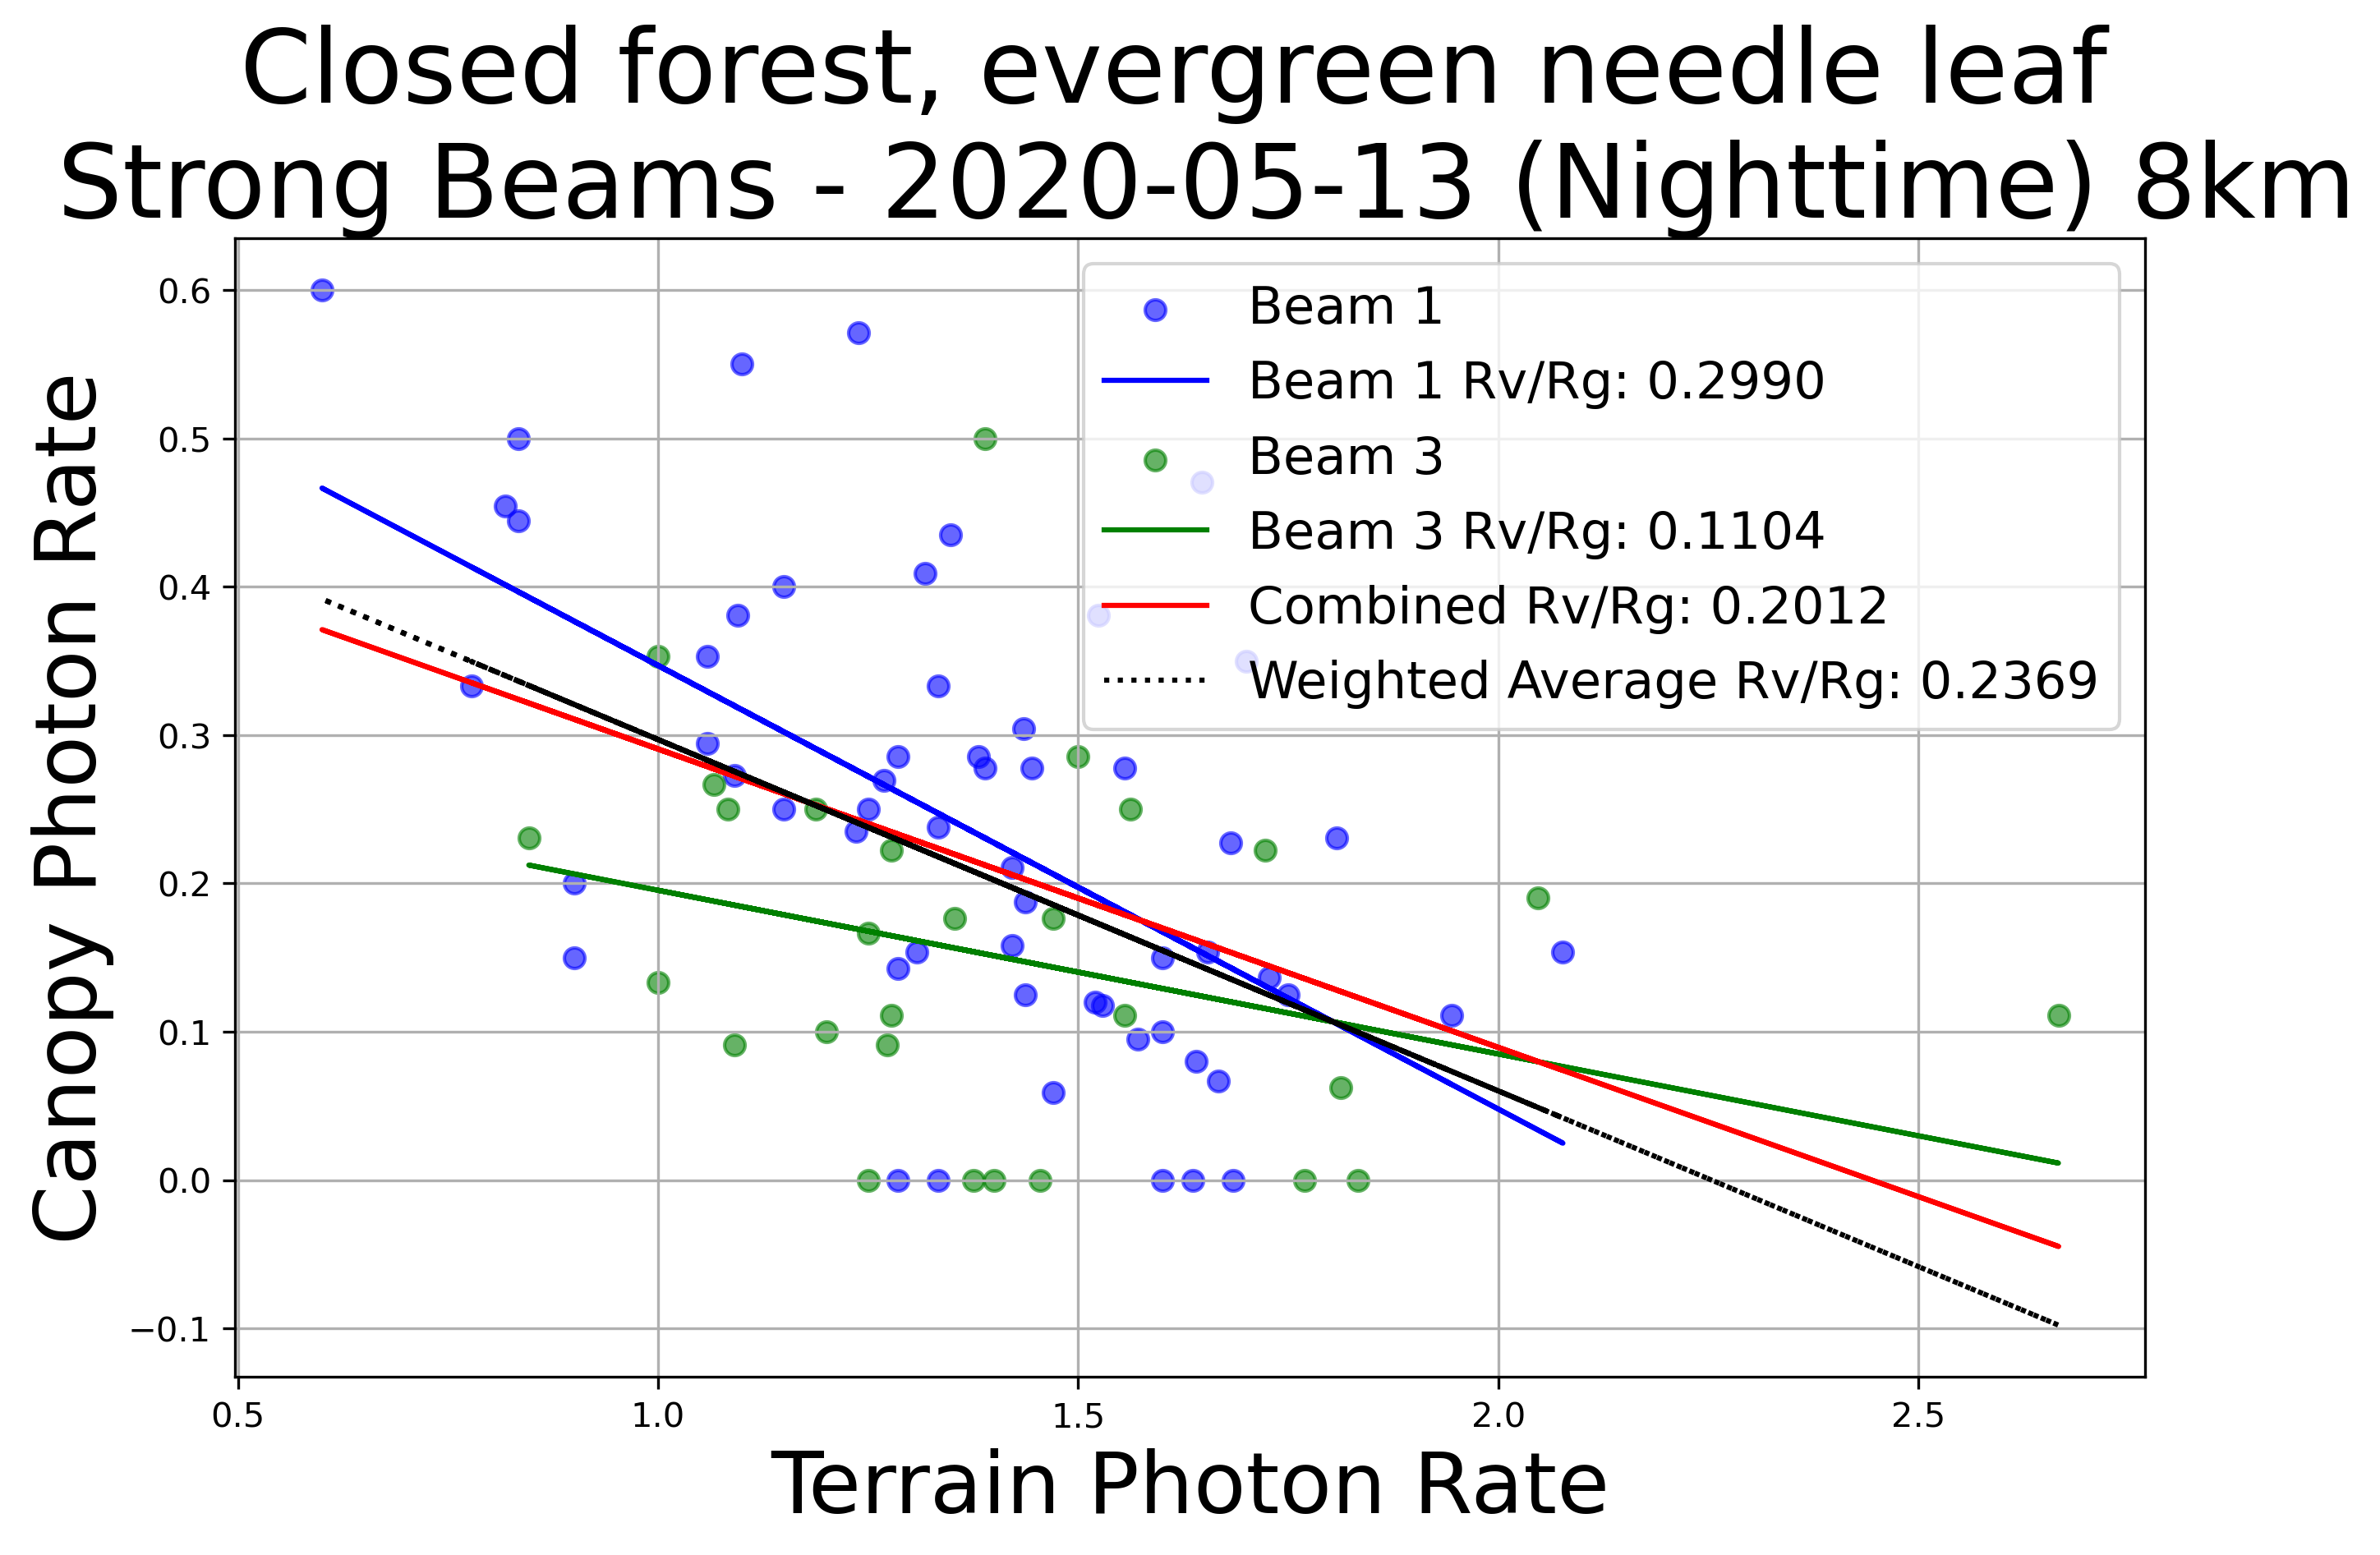 Closed forest, evergreen needle leaf
Strong Beams - 2020-05-13 (Nighttime) 8km
Canopy Photon Rate
0.6
0.5
0.4
0.3
0.2
0.1
0.0
−0.1
Beam 1
Beam 1 Rv/Rg: 0.2990
Beam 3
Beam 3 Rv/Rg: 0.1104
Combined Rv/Rg: 0.2012
Weighted Average Rv/Rg: 0.2369
0.5 1.0 1.5 2.0 2.5
Terrain Photon Rate